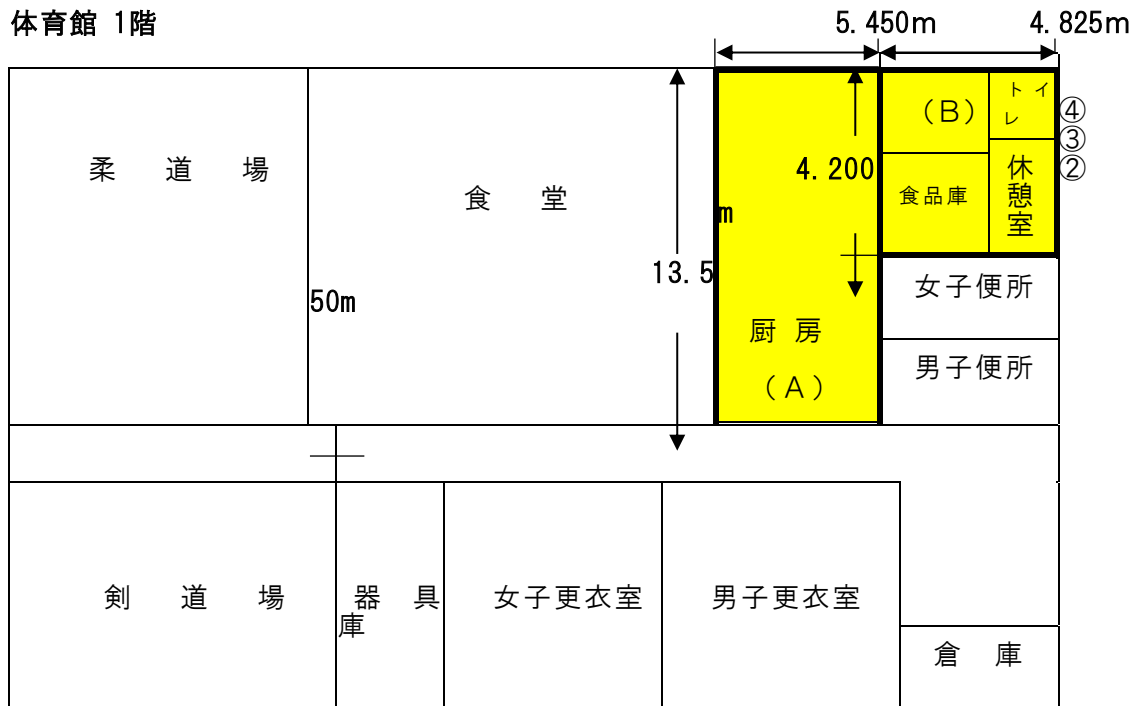 体育館 1階
5.450m
4.825m
(B)
トイ
レ
④
③
②
柔 道 場
食 堂
4.200
m
食品庫
休
憩
室
13.5
50m
女子便所
厨 房
(A)
男子便所
剣 道 場
器 具
庫
女子更衣室
男子更衣室
倉 庫